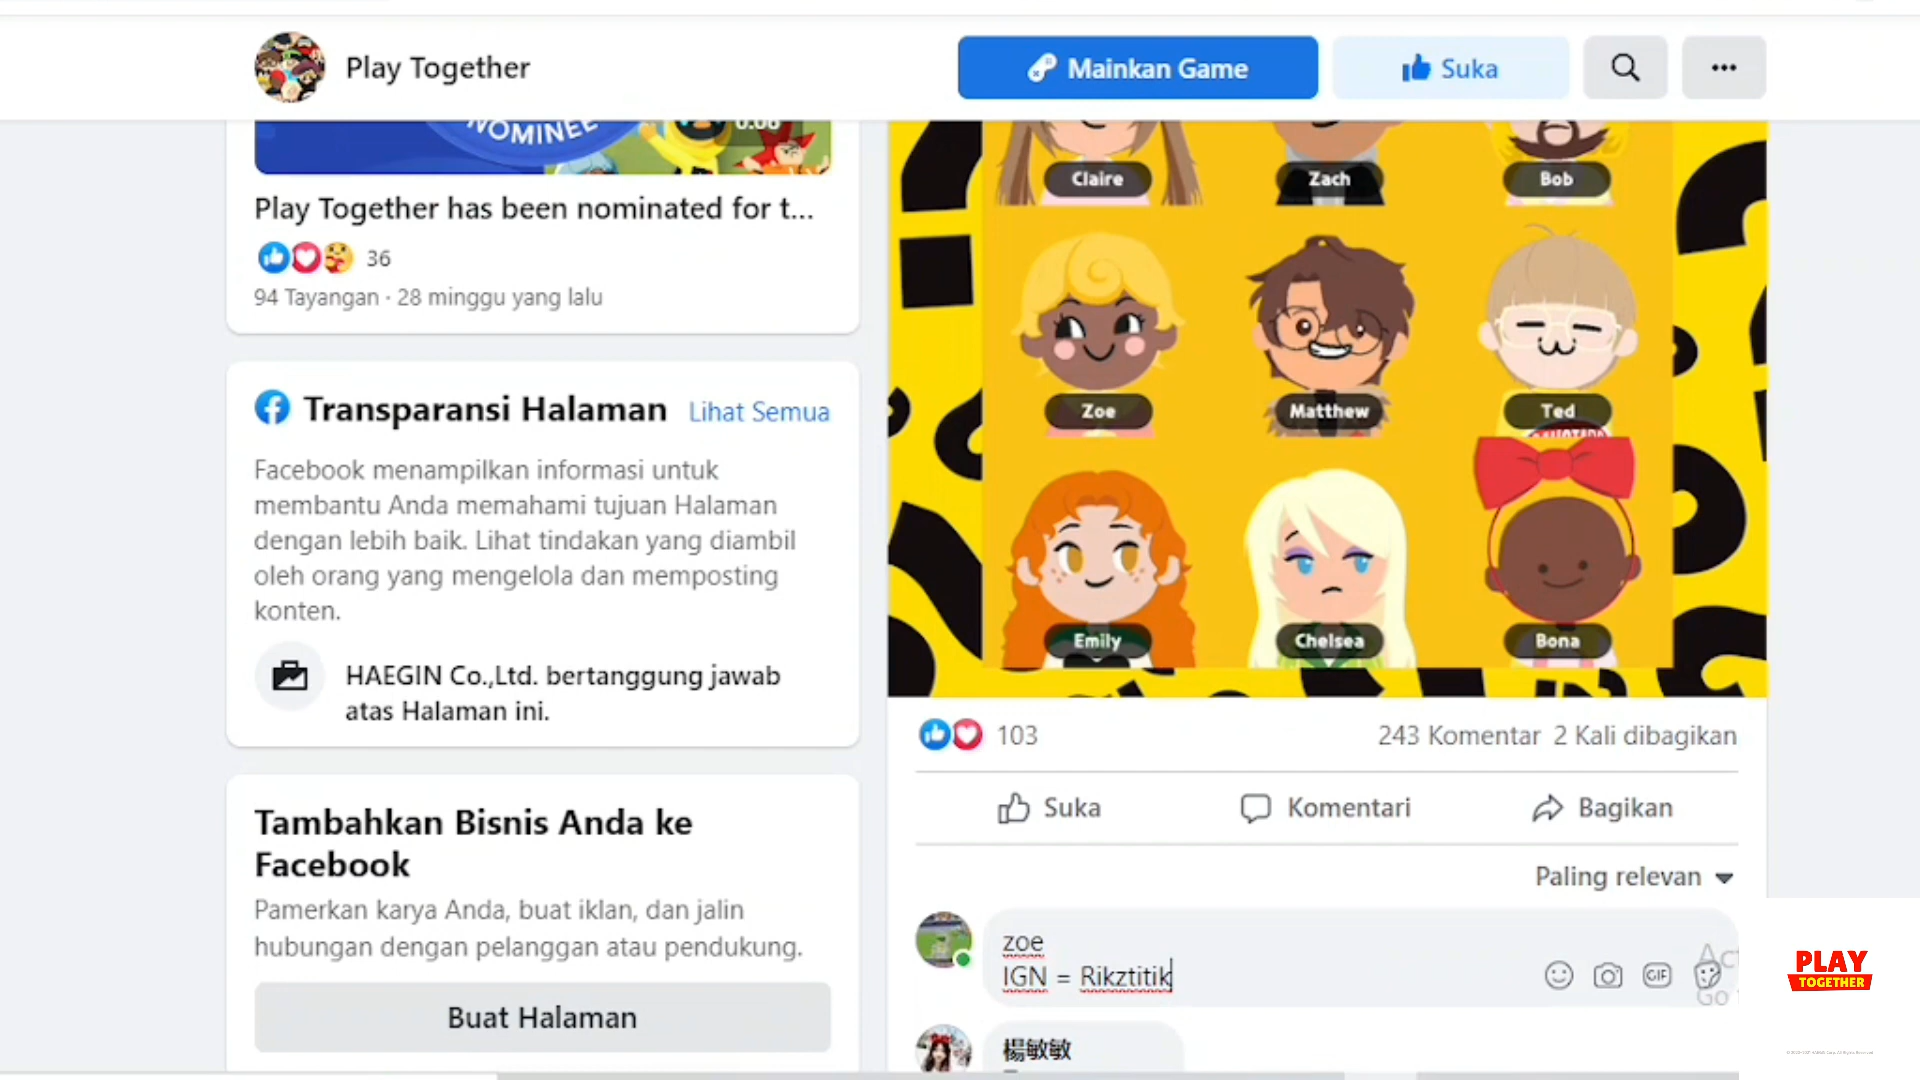 Play Together
Mainkan Game
Suka
NOMINEE
0:06
Play Together has been nominated for t...
36
94 Tayangan · 28 minggu yang lalu
Transparansi Halaman
Lihat Semua
Facebook menampilkan informasi untuk
membantu Anda memahami tujuan Halaman
dengan lebih baik. Lihat tindakan yang diambil
oleh orang yang mengelola dan memposting
konten.
HAEGIN Co.,Ltd. bertanggung jawab
atas Halaman ini.
Tambahkan Bisnis Anda ke
Facebook
Pamerkan karya Anda, buat iklan, dan jalin
hubungan dengan pelanggan atau pendukung.
Buat Halaman
Claire
Zach
Bob
Zoe
Matthew
Ted
Emily
Chelsea
Bona
103
243 Komentar
2 Kali dibagikan
Suka
Komentari
Bagikan
Paling relevan
zoe
IGN = Rikztitik
GIF
Go
楊敏敏
PLAY
TOGETHER